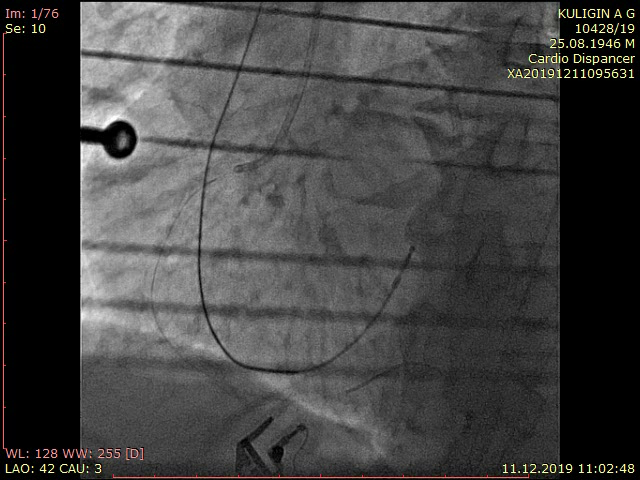 Im: 1/76
Se: 10
KULIGIN A G
10428/19
25.08.1946 M
Cardio Dispancer
XA20191211095631
WL: 128 WW: 255 [D]
LAO: 42 CAU: 3
11.12.2019 11:02:48